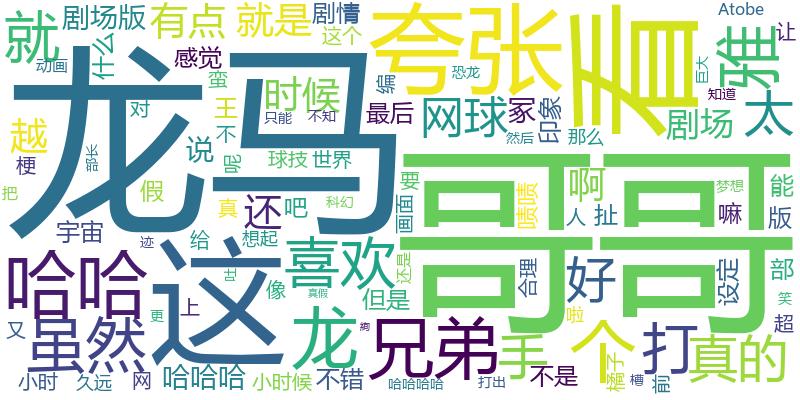 就
剧场版
什么
有点
就是
剧情
这个
夸张
看
Atobe
让
雅
动画
感觉
蛮
编
恐龙
巨大
龙马
时候
王
对
不
只能
不知
最后
网球
冢
印象
知道
剧场
太
越
梗
部长
说
呢
球技
世界
然后
那么
把
假
真
还
吧
科幻
要
画面
哥哥
啧啧
啊
人
扯
梦想
嘛
能
版
宇宙
迹
给
想起
哈哈
这
吐
喜欢
还是
合理
好
设定
部
笑
像
但是
真假
又
上
更
虽然
龙
兄弟
絢
手
啦
个
打
超
真的
小时
久远
网
哈哈哈
小时候
不错
哈哈哈哈
打出
不是
橘子
槽
前